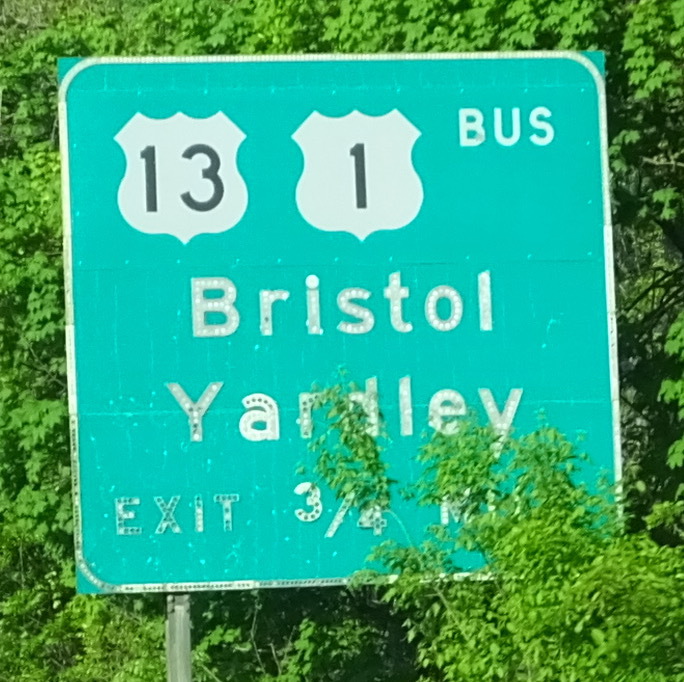 13 1 BUS
Bristol
Yardley
EXIT 3/4